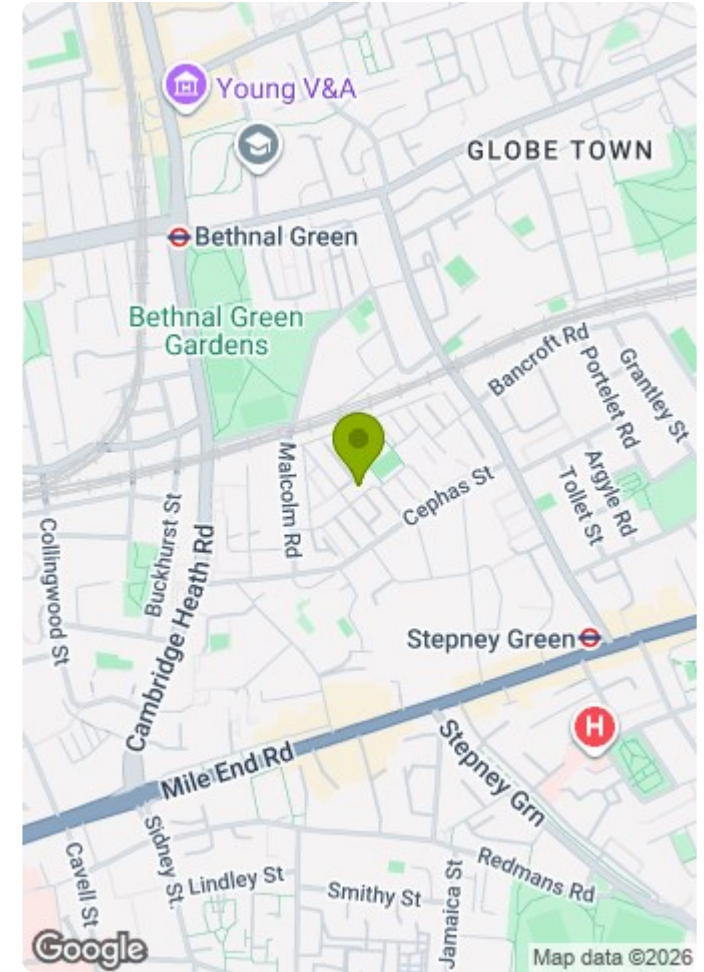 Young V&A
GLOBE TOWN
Bethnal Green
Bethnal Green
Gardens
Bancroft Rd
Portelet Rd
Grantley St
Malcolm Rd
Cephas St
Argyle Rd
Tollet St
Buckhurst St
Collingwood St
Cambridge Heath Rd
Stepney Green
H
Mile End Rd
Stepney Grn
Sidney St.
Cavell St
Lindley St
Smithy St
Jamaica St
Redmans Rd
Google
Map data ©2026